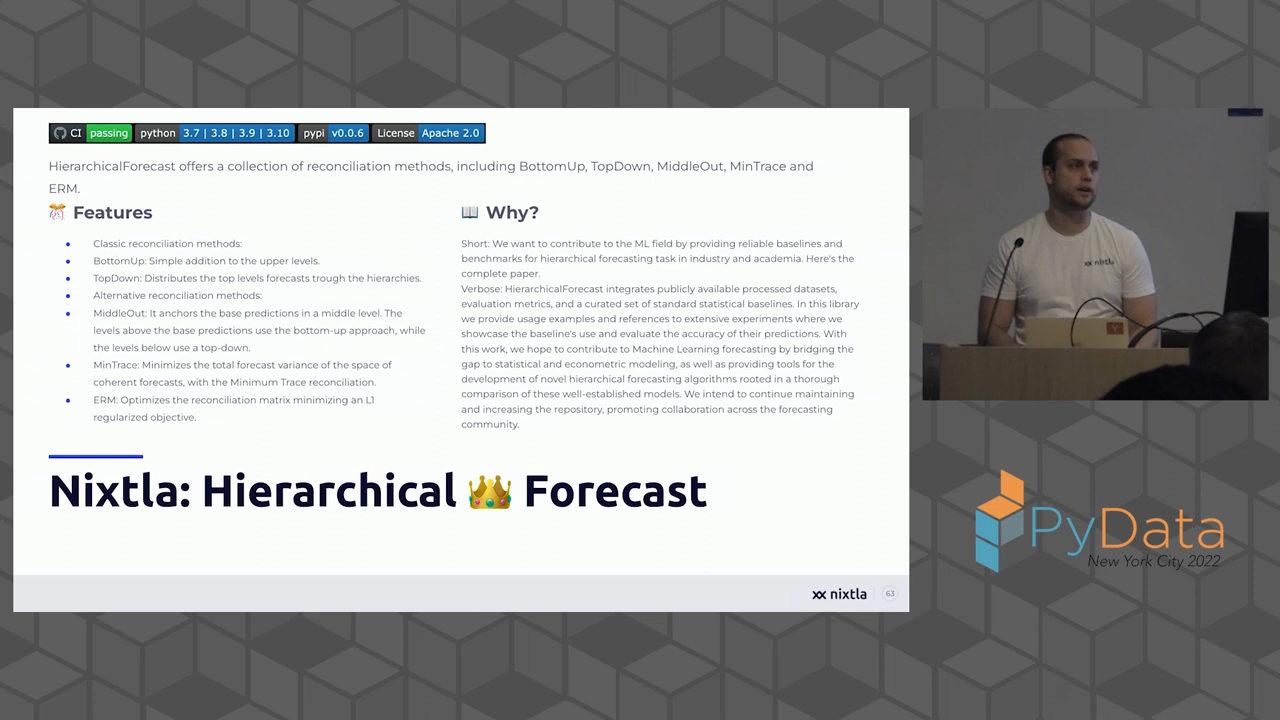 CI passing python 3.7 | 3.8 | 3.9 | 3.10 pypi v0.0.6 License Apache 2.0
HierarchicalForecast offers a collection of reconciliation methods, including BottomUp, TopDown, MiddleOut, MinTrace and
ERM.
Features
Classic reconciliation methods:
BottomUp: Simple addition to the upper levels.
TopDown: Distributes the top levels forecasts trough the hierarchies.
Alternative reconciliation methods:
MiddleOut: It anchors the base predictions in a middle level. The
levels above the base predictions use the bottom-up approach, while
the levels below use a top-down.
MinTrace: Minimizes the total forecast variance of the space of
coherent forecasts, with the Minimum Trace reconciliation.
ERM: Optimizes the reconciliation matrix minimizing an L1
regularized objective.
Why?
Short: We want to contribute to the ML field by providing reliable baselines and
benchmarks for hierarchical forecasting task in industry and academia. Here's the
complete paper.
Verbose: HierarchicalForecast integrates publicly available processed datasets,
evaluation metrics, and a curated set of standard statistical baselines. In this library
we provide usage examples and references to extensive experiments where we
showcase the baseline's use and evaluate the accuracy of their predictions. With
this work, we hope to contribute to Machine Learning forecasting by bridging the
gap to statistical and econometric modeling, as well as providing tools for the
development of novel hierarchical forecasting algorithms rooted in a thorough
comparison of these well-established models. We intend to continue maintaining
and increasing the repository, promoting collaboration across the forecasting
community.
Nixtla: Hierarchical 👑 Forecast
nixtla 63
nixtla
PyData
New York City 2022